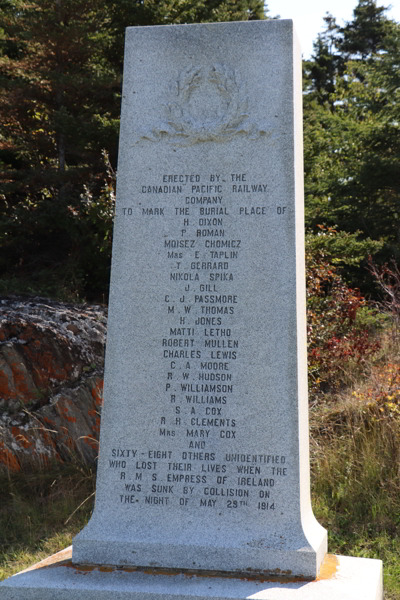 ERECTED BY THE
CANADIAN PACIFIC RAILWAY
COMPANY
TO MARK THE BURIAL PLACE OF
H DIXON
P. ROMAN
MOISEZ CHOMICZ
MRS E TAPLIN
T. GERRARD
NIKOLA SPIKA
J. GILL
C. J. PASSMORE
M. W. THOMAS
H. JONES
MATTI LETHO
ROBERT MULLEN
CHARLES LEWIS
C. A. MOORE
R W. HUDSON
P. WILLIAMSON
R. WILLIAMS
S. A. COX
R. H. CLEMENTS
MRS MARY COX
AND
SIXTY-EIGHT OTHERS UNIDENTIFIED
WHO LOST THEIR LIVES WHEN THE
R. M. S. EMPRESS OF IRELAND
WAS SUNK BY COLLISION ON
THE NIGHT OF MAY 29TH 1914